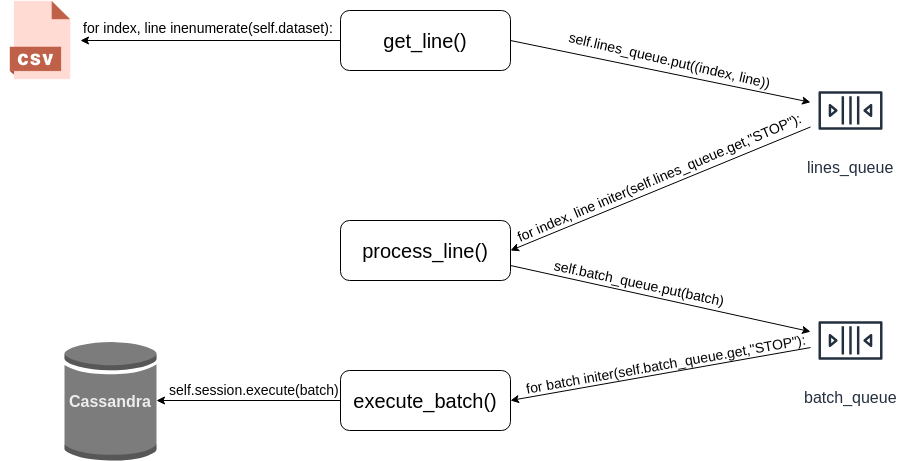 for index, line inenumerate(self.dataset):
get_line()
self.lines_queue.put((index, line))
csv
lines_queue
for index, line initer(self.lines_queue.get,"STOP"):
process_line()
self.batch_queue.put(batch)
for batch initer(self.batch_queue.get,"STOP"):
batch_queue
self.session.execute(batch)
execute_batch()
Cassandra